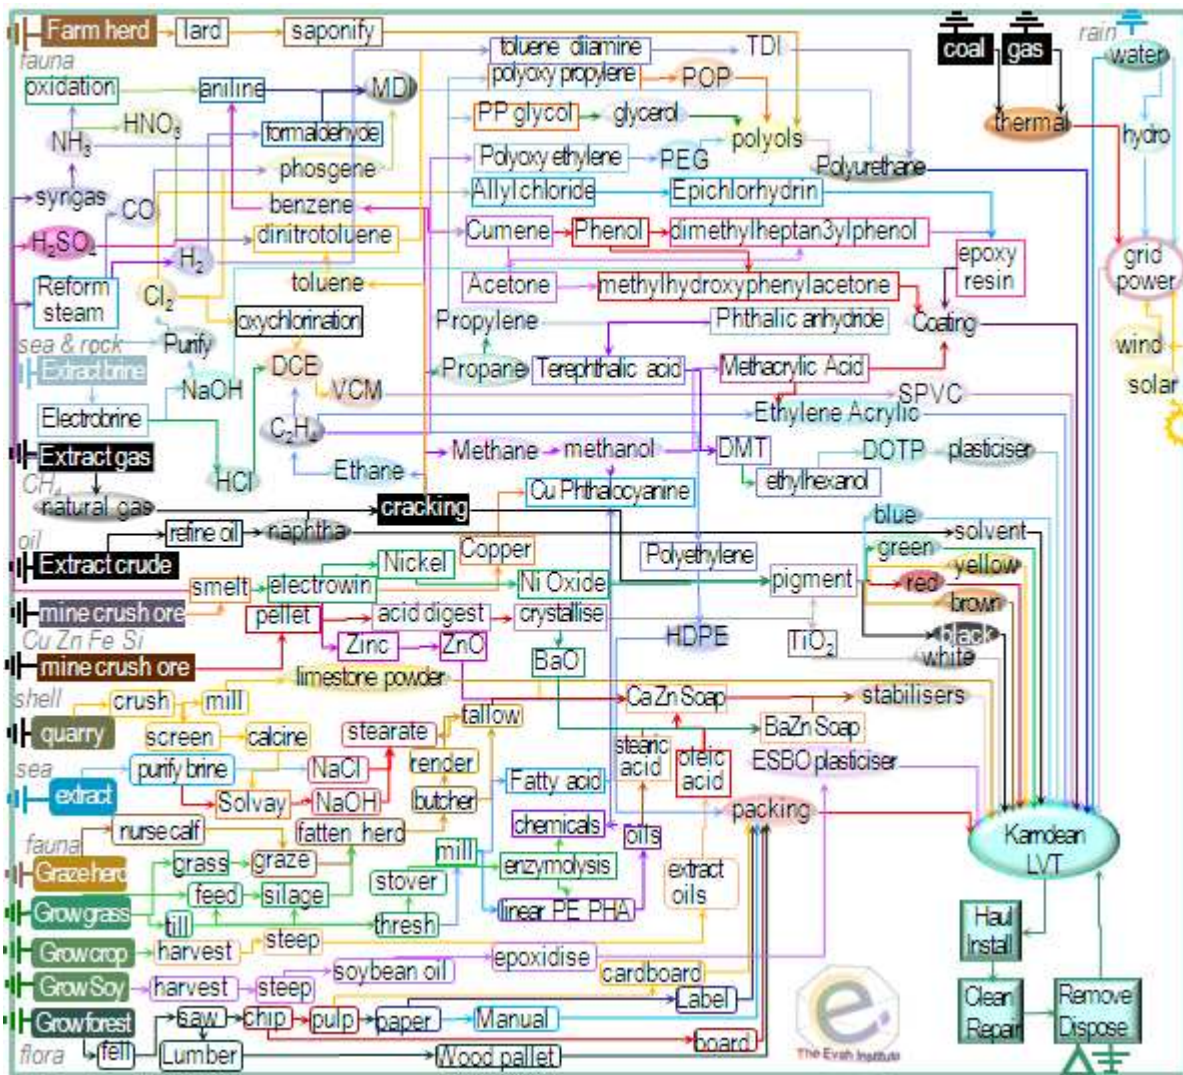 Farm herd
lard
saponify
toluene diamine
TDI
coal
gas
rain
water
fauna
oxidation
aniline
MDI
polyoxy propylene
POP
HNO3
formaldehyde
PP glycol
glycerol
polyols
thermal
hydro
NH3
phosgene
Polyoxy ethylene
PEG
Polyurethane
syngas
CO
benzene
Allyl chloride
Epichlorhydrin
H2SO4
H2
dinitrotoluene
Cumene
Phenol
dimethylheptan3ylphenol
epoxy
resin
grid
power
Reform
steam
Cl2
toluene
Acetone
methylhydroxyphenylacetone
oxychlorination
Propylene
Phthalic anhydride
Coating
sea & rock
Purify
wind
Extract brine
NaOH
DCE
VCM
Propane
Terephthalic acid
Methacrylic Acid
SPVC
solar
Electrobrine
C2H4
Ethylene Acrylic
Extract gas
HCl
Ethane
Methane
methanol
DMT
DOTP
plasticiser
CH4
ethylhexanol
natural gas
cracking
Cu Phthalocyanine
blue
solvent
oil
refine oil
naphtha
Copper
Polyethylene
green
yellow
Extract crude
Nickel
smelt
electrowin
Ni Oxide
pigment
red
brown
mine crush ore
pellet
acid digest
crystallise
HDPE
TiO2
black
white
Cu Zn Fe Si
Zinc
ZnO
BaO
mine crush ore
limestone powder
shell
crush
mill
tallow
Ca Zn Soap
stabilisers
quarry
screen
calcine
stearate
stearic
acid
oleic
acid
BaZn Soap
sea
purify brine
NaCl
render
Fatty acid
ESBO plasticiser
extract
Solvay
NaOH
butcher
packing
nurse calf
fatten herd
chemicals
oils
Karndean
LVT
fauna
mill
Graze herd
grass
graze
stover
enzymolysis
extract
oils
feed
silage
Grow grass
till
thresh
linear PE PHA
Haul
Install
Grow crop
harvest
steep
soybean oil
epoxidise
cardboard
Grow Soy
harvest
steep
Label
Clean
Repair
Remove
Dispose
Grow forest
saw
chip
pulp
paper
Manual
board
flora
fell
Lumber
Wood pallet
e
The Evah Institute